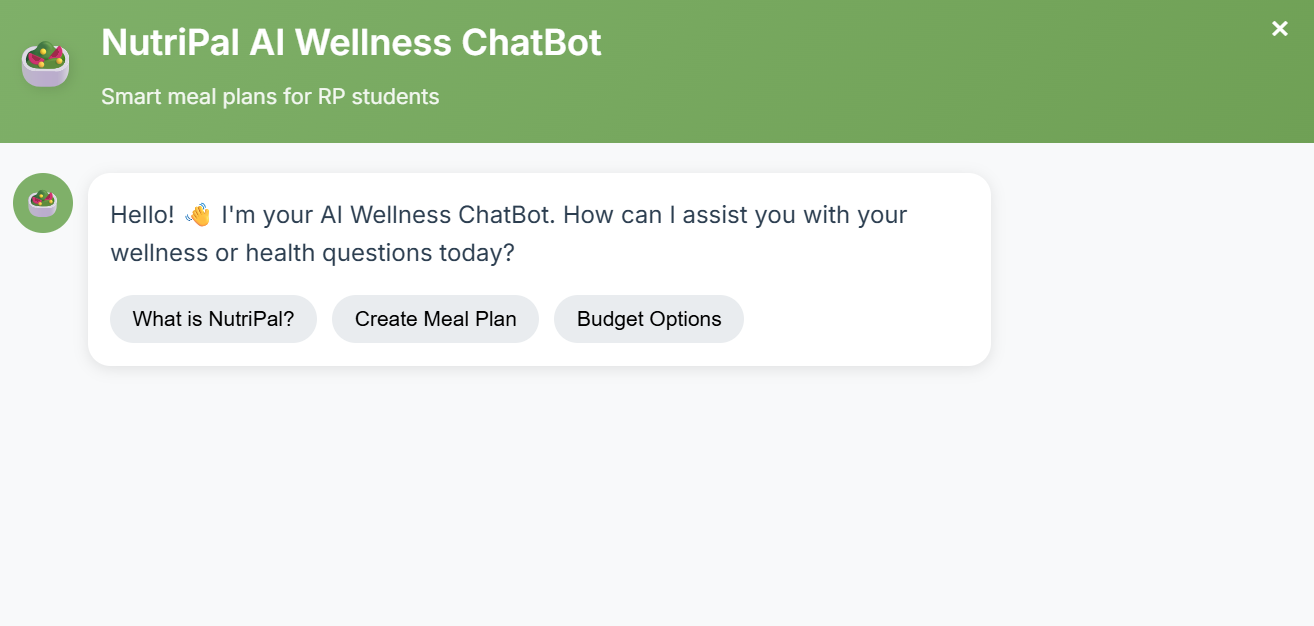 NutriPal AI Wellness ChatBot
×
Smart meal plans for RP students
Hello! 👋 I'm your AI Wellness ChatBot. How can I assist you with your
wellness or health questions today?
What is NutriPal? Create Meal Plan Budget Options